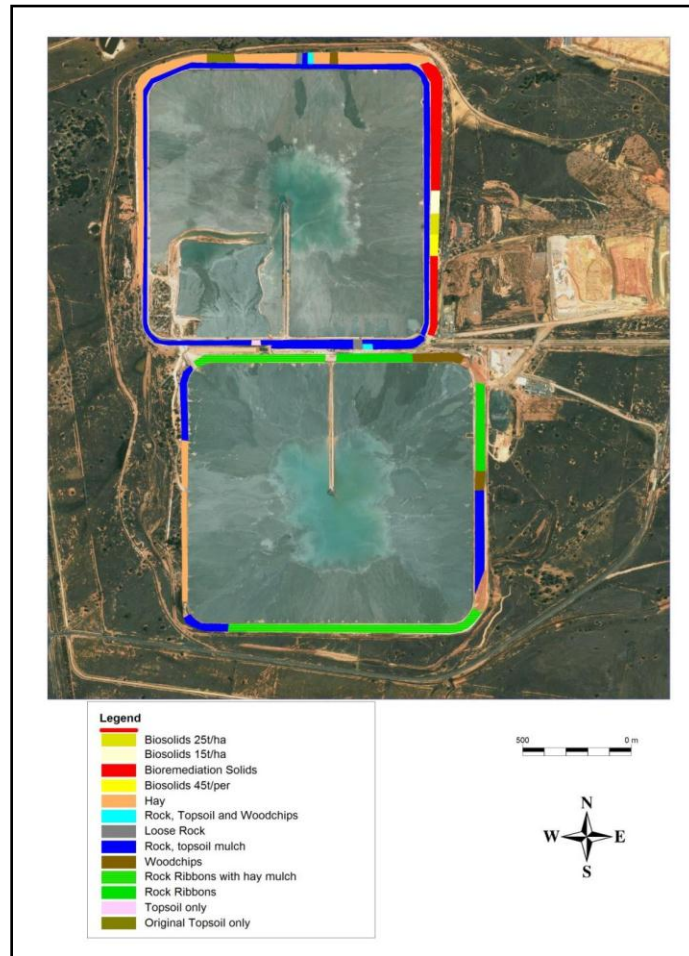 Legend
Biosolids 25t/ha
Biosolids 15t/ha
Bioremediation Solids
Biosolids 45t/per
Hay
Rock, Topsoil and Woodchips
Loose Rock
Rock, topsoil mulch
Woodchips
Rock Ribbons with hay mulch
Rock Ribbons
Topsoil only
Original Topsoil only
500 0 m
N
W E
S